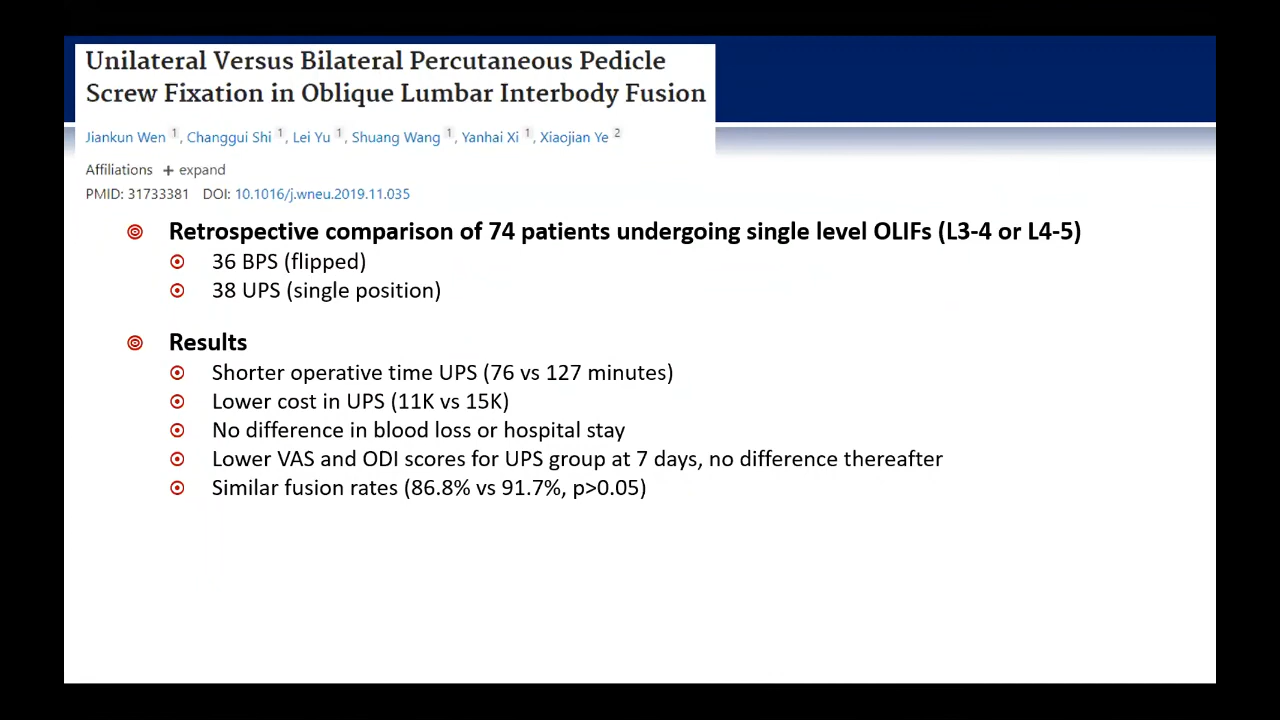 Unilateral Versus Bilateral Percutaneous Pedicle
Screw Fixation in Oblique Lumbar Interbody Fusion
Jiankun Wen 1, Changgui Shi 1, Lei Yu 1, Shuang Wang 1, Yanhai Xi 1, Xiaojian Ye 2
Affiliations + expand
PMID: 31733381 DOI: 10.1016/j.wneu.2019.11.035
Retrospective comparison of 74 patients undergoing single level OLIFs (L3-4 or L4-5)
36 BPS (flipped)
38 UPS (single position)
Results
Shorter operative time UPS (76 vs 127 minutes)
Lower cost in UPS (11K vs 15K)
No difference in blood loss or hospital stay
Lower VAS and ODI scores for UPS group at 7 days, no difference thereafter
Similar fusion rates (86.8% vs 91.7%, p>0.05)